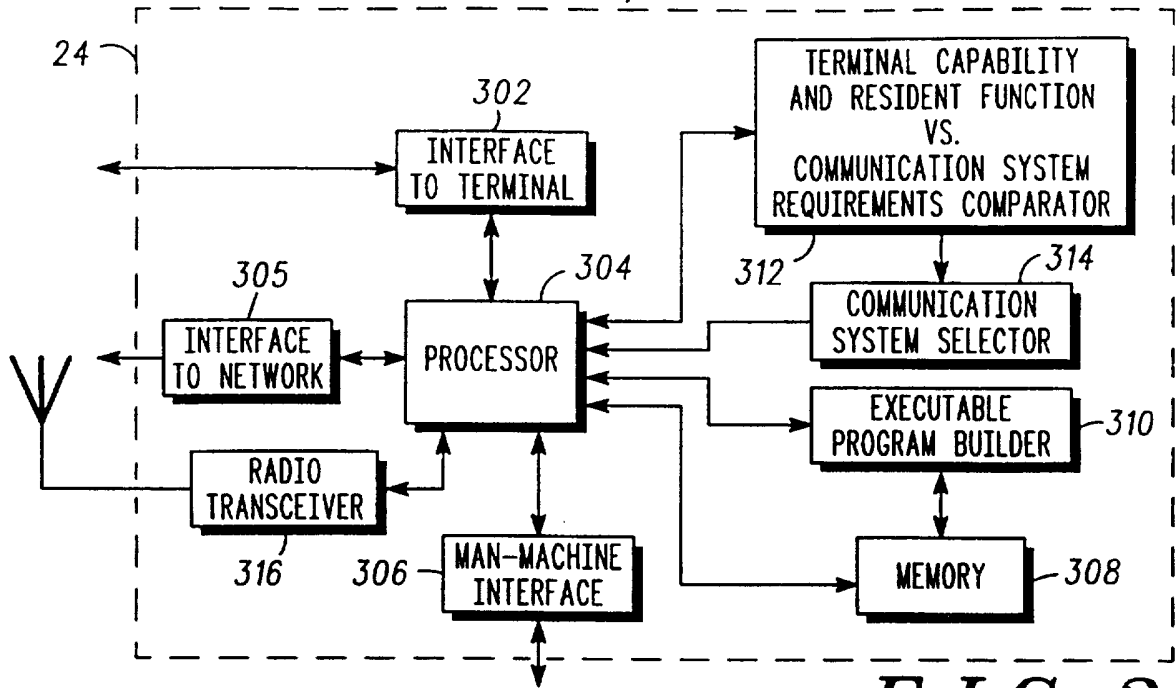 24
302
INTERFACE
TO TERMINAL
TERMINAL CAPABILITY
AND RESIDENT FUNCTION
VS.
COMMUNICATION SYSTEM
REQUIREMENTS COMPARATOR
312
314
COMMUNICATION
SYSTEM SELECTOR
305
INTERFACE
TO NETWORK
304
PROCESSOR
EXECUTABLE
PROGRAM BUILDER
310
RADIO
TRANSCEIVER
316
306
MAN-MACHINE
INTERFACE
MEMORY
308